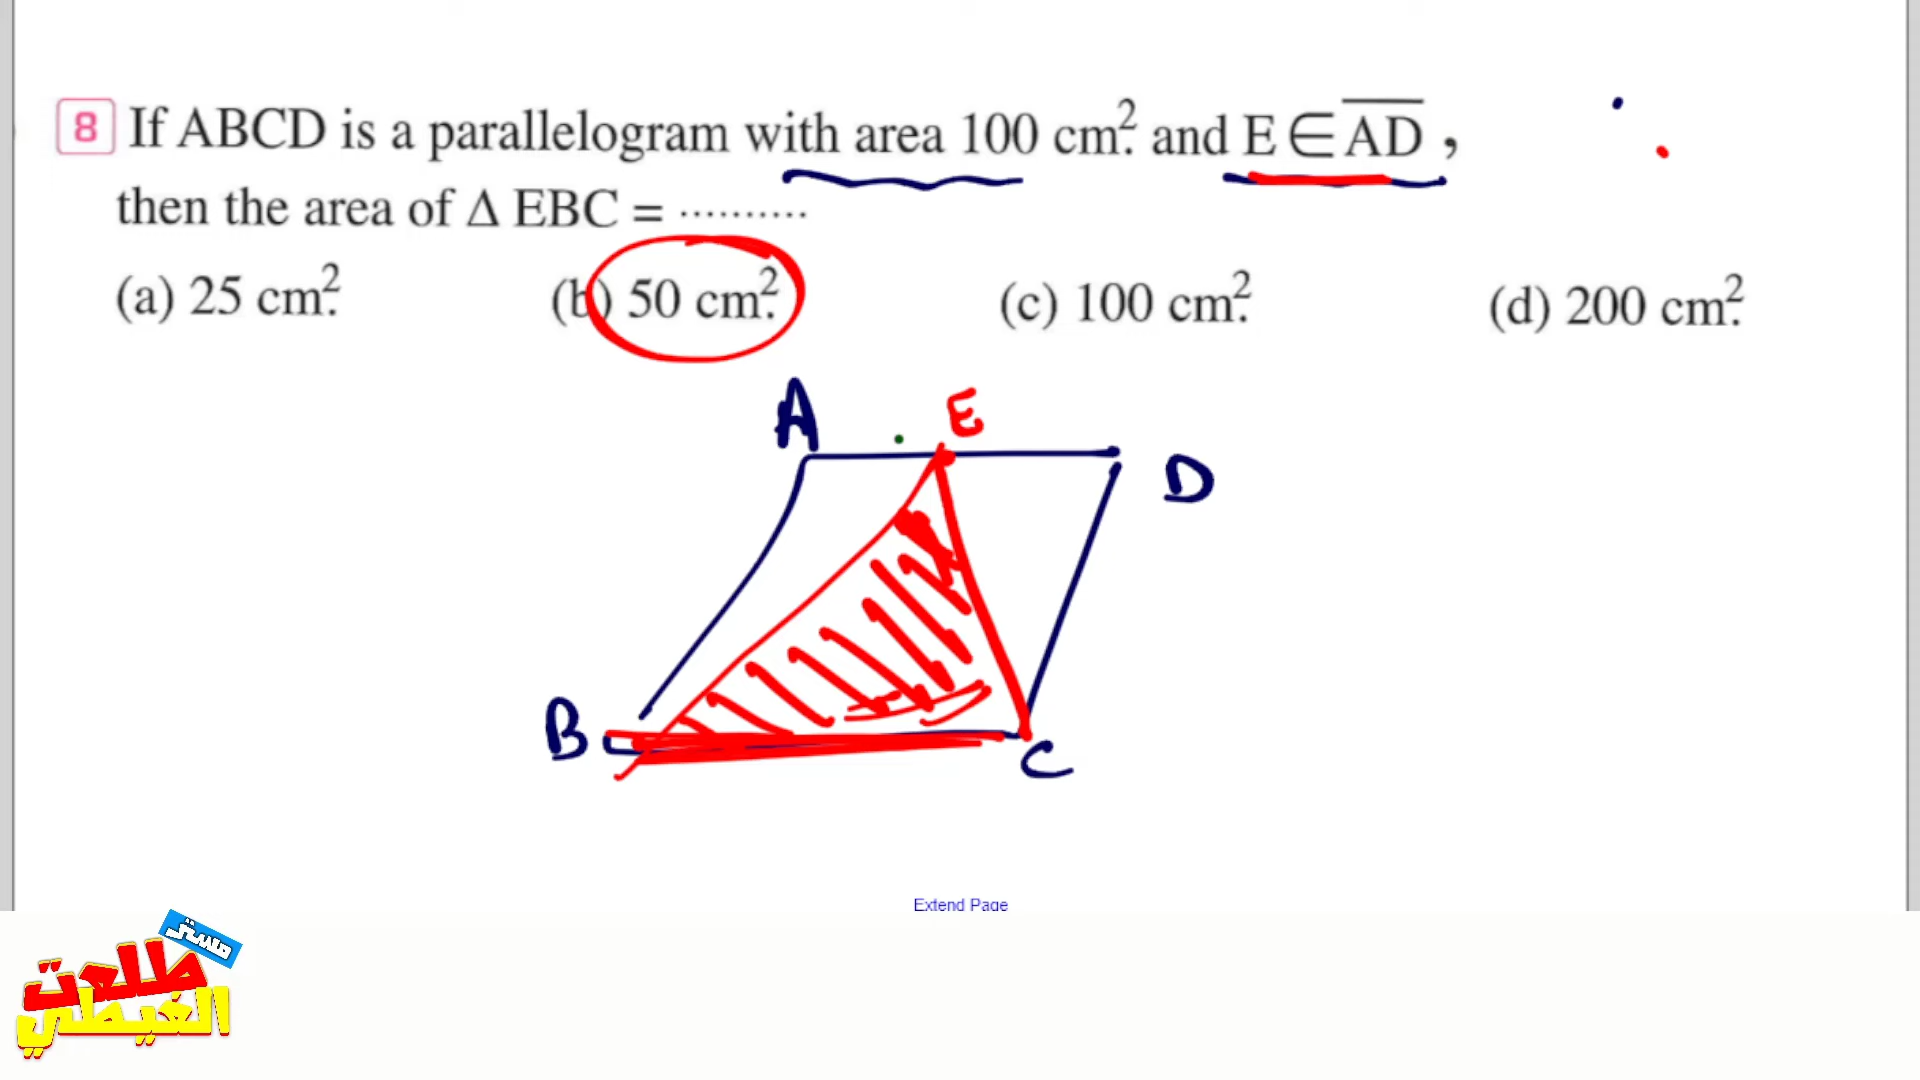 8 If ABCD is a parallelogram with area 100 cm².and E ∈ AD ,
then the area of Δ EBC = ..........
(a) 25 cm².
(b) 50 cm².
(c) 100 cm².
(d) 200 cm².
A
E
D
B
C
Extend Page
مستر
طلعت
الغيطي